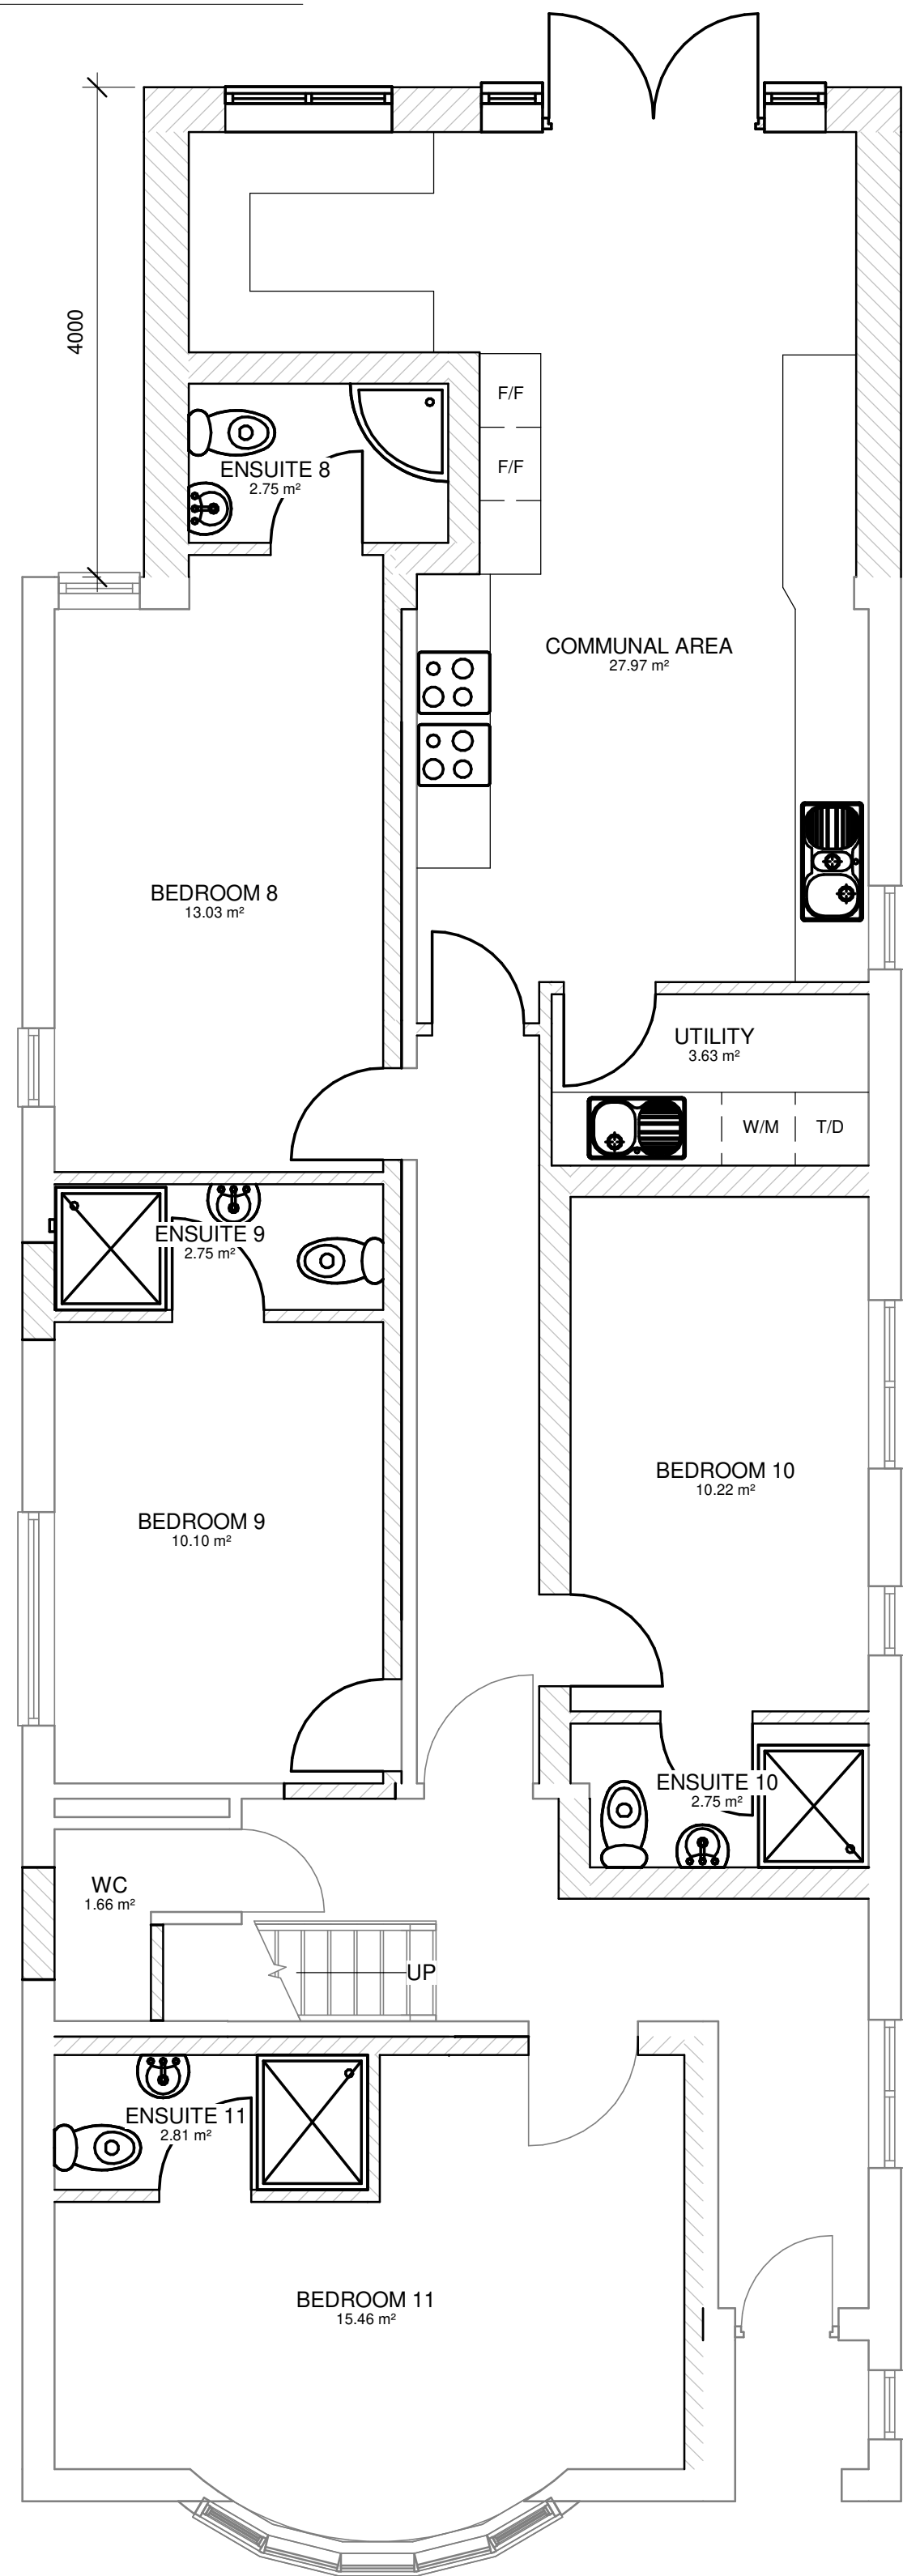 4000
F/F
F/F
ENSUITE 8
2.75 m²
COMMUNAL AREA
27.97 m²
BEDROOM 8
13.03 m²
UTILITY
3.63 m²
W/M
T/D
ENSUITE 9
2.75 m²
BEDROOM 10
10.22 m²
BEDROOM 9
10.10 m²
ENSUITE 10
2.75 m²
WC
1.66 m²
UP
ENSUITE 11
2.81 m²
BEDROOM 11
15.46 m²